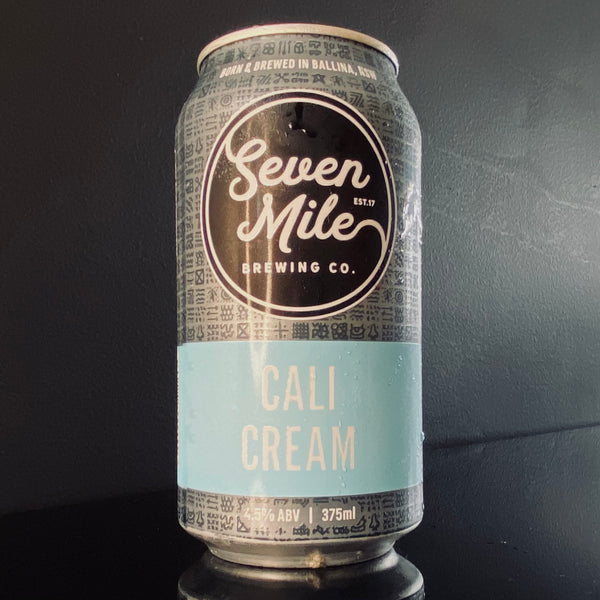 BORN & BREWED IN BALLINA, NSW
Seven
EST.17
Mile
BREWING CO.
CALI
CREAM
4.5% ABV | 375ml